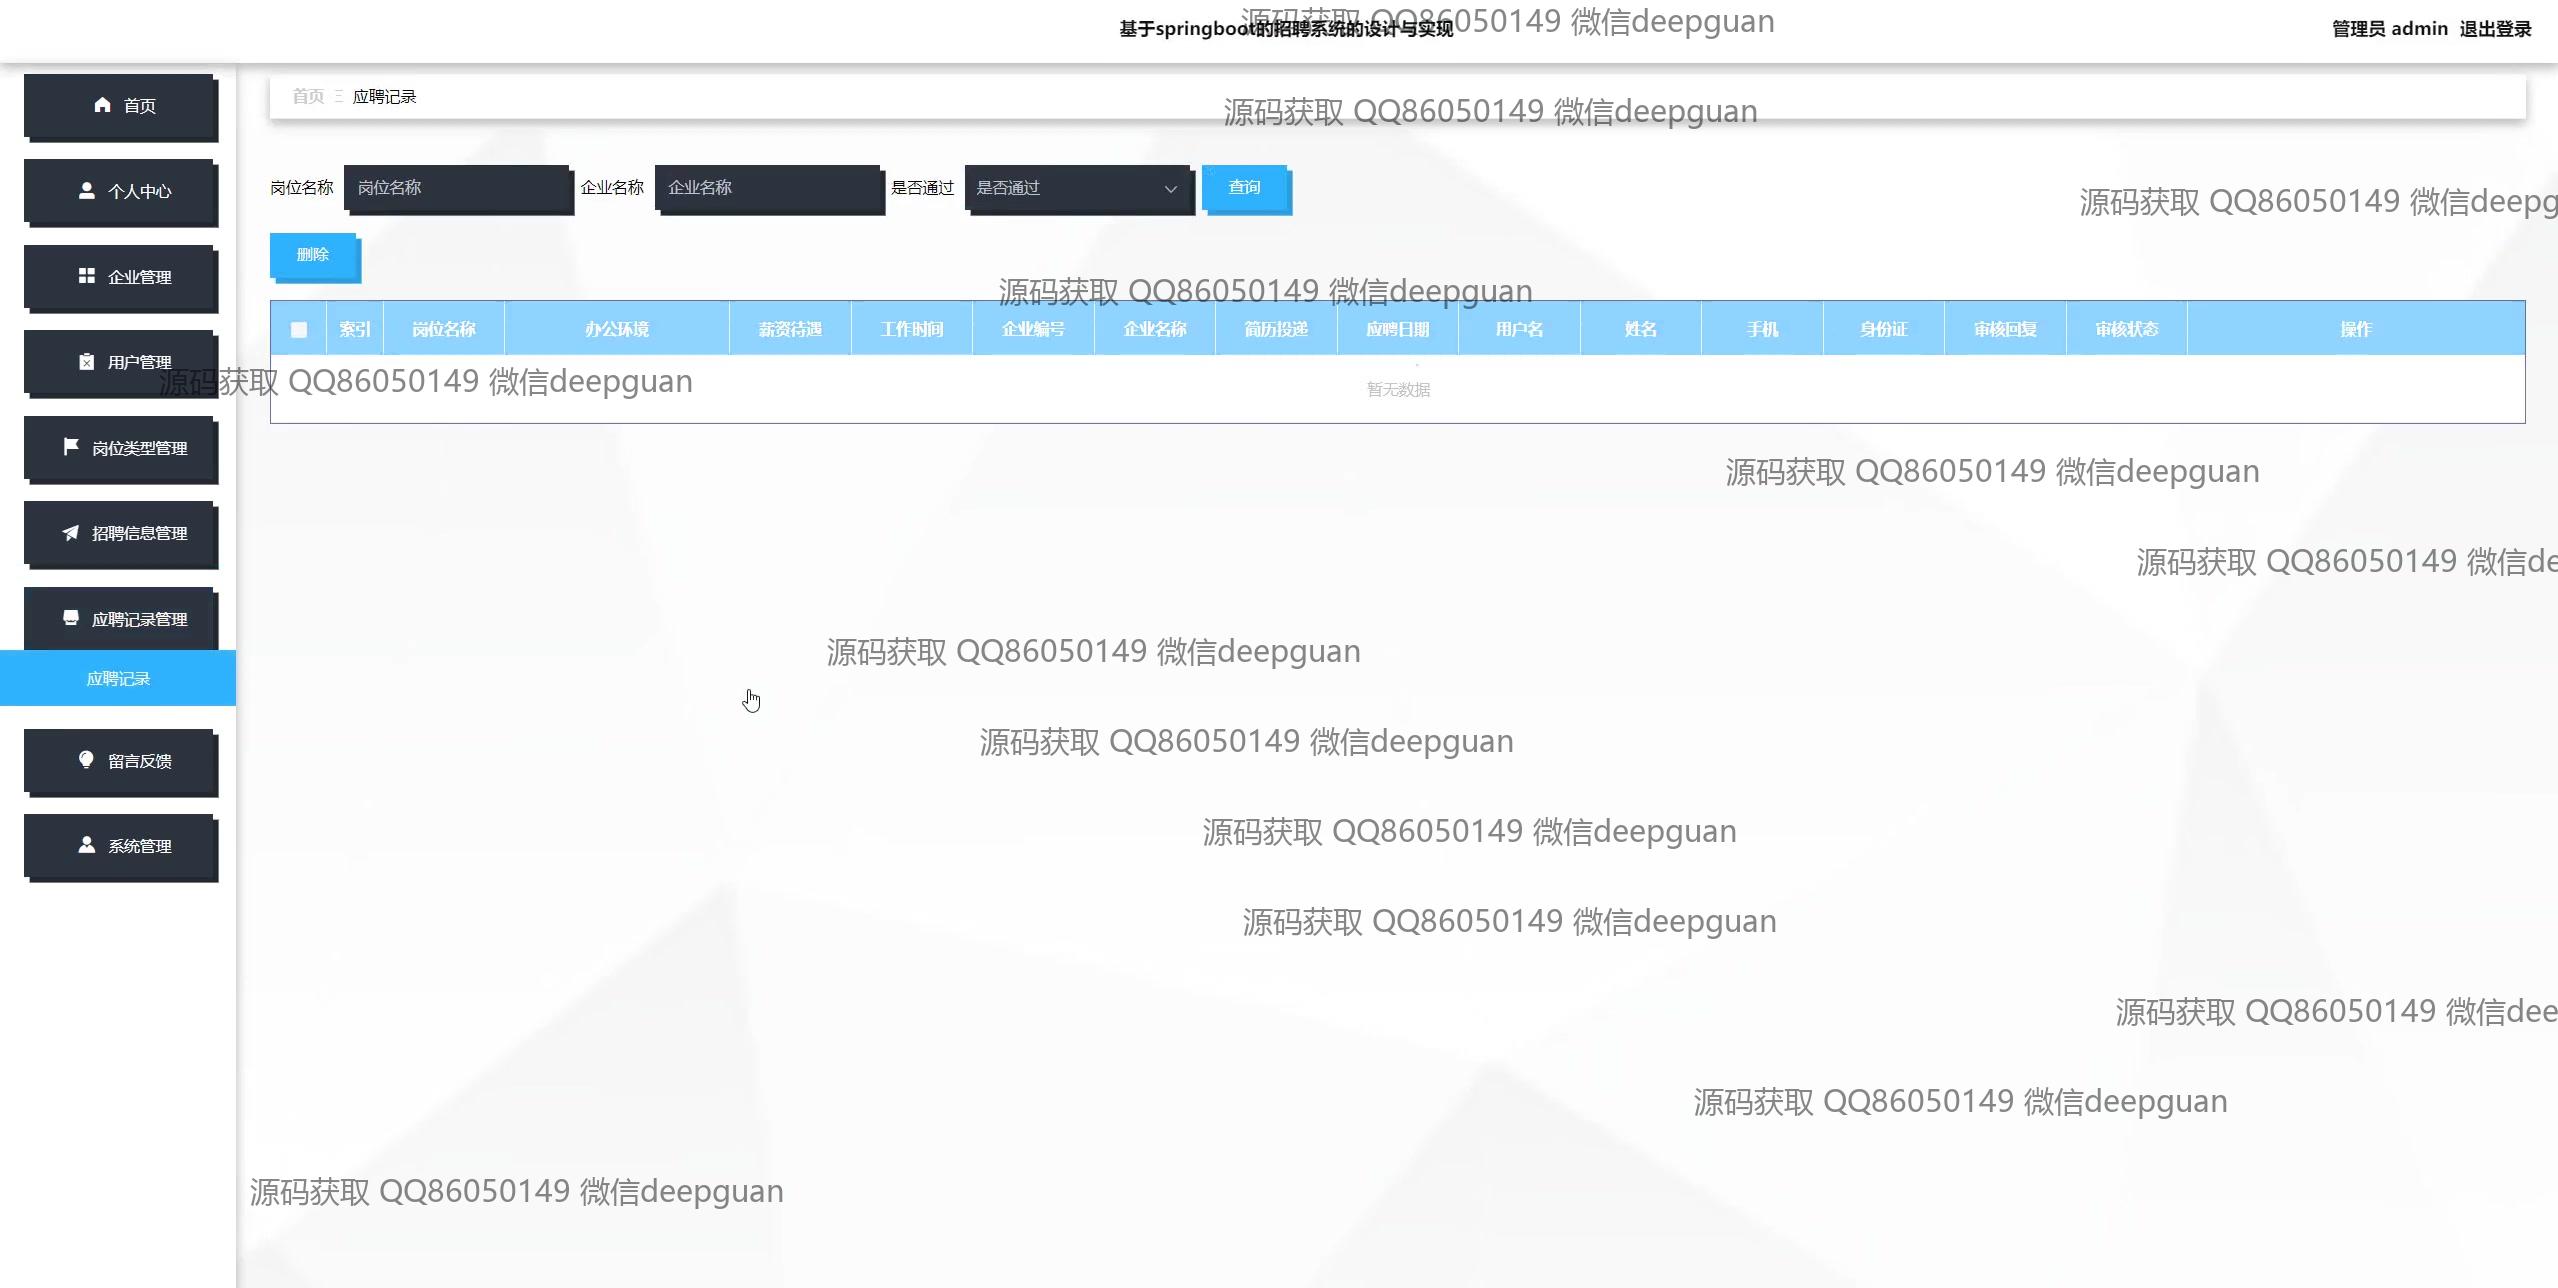 基于springboot的招聘系统的设计与实现
源码获取 QQ86050149 微信deepguan
管理员 admin 退出登录
首页
个人中心
企业管理
用户管理
岗位类型管理
招聘信息管理
应聘记录管理
应聘记录
留言反馈
系统管理
首页 应聘记录
源码获取 QQ86050149 微信deepguan
岗位名称 岗位名称 企业名称 企业名称 是否通过 是否通过 查询
源码获取 QQ86050149 微信deepg
删除
源码获取 QQ86050149 微信deepguan
索引 岗位名称 办公环境 薪资待遇 工作时间 企业编号 企业名称 简历投递 应聘日期 用户名 姓名 手机 身份证 审核回复 审核状态 操作
源码获取 QQ86050149 微信deepguan
暂无数据
源码获取 QQ86050149 微信deepguan
源码获取 QQ86050149 微信de
源码获取 QQ86050149 微信deepguan
源码获取 QQ86050149 微信deepguan
源码获取 QQ86050149 微信deepguan
源码获取 QQ86050149 微信deepguan
源码获取 QQ86050149 微信dee
源码获取 QQ86050149 微信deepguan
源码获取 QQ86050149 微信deepguan